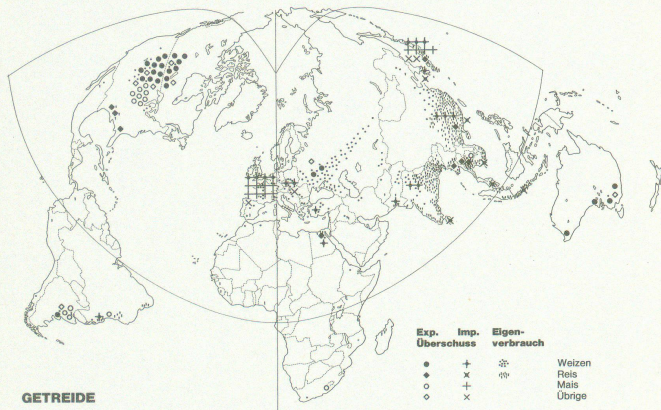 Exp. Imp. Eigen-
Überschuss verbrauch
Weizen
Reis
Mais
Übrige
GETREIDE